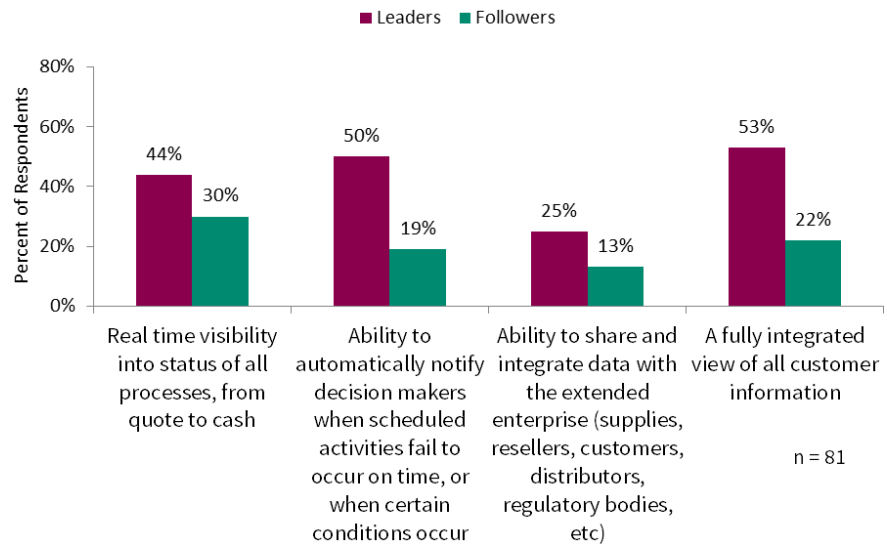 Leaders Followers
80%
60%
40%
20%
0%
Percent of Respondents
44%
30%
50%
19%
25%
13%
53%
22%
Real time visibility
into status of all
processes, from
quote to cash
Ability to
automatically notify
decision makers
when scheduled
activities fail to
occur on time, or
when certain
conditions occur
Ability to share and
integrate data with
the extended
enterprise (supplies,
resellers, customers,
distributors,
regulatory bodies,
etc)
A fully integrated
view of all customer
information
n = 81